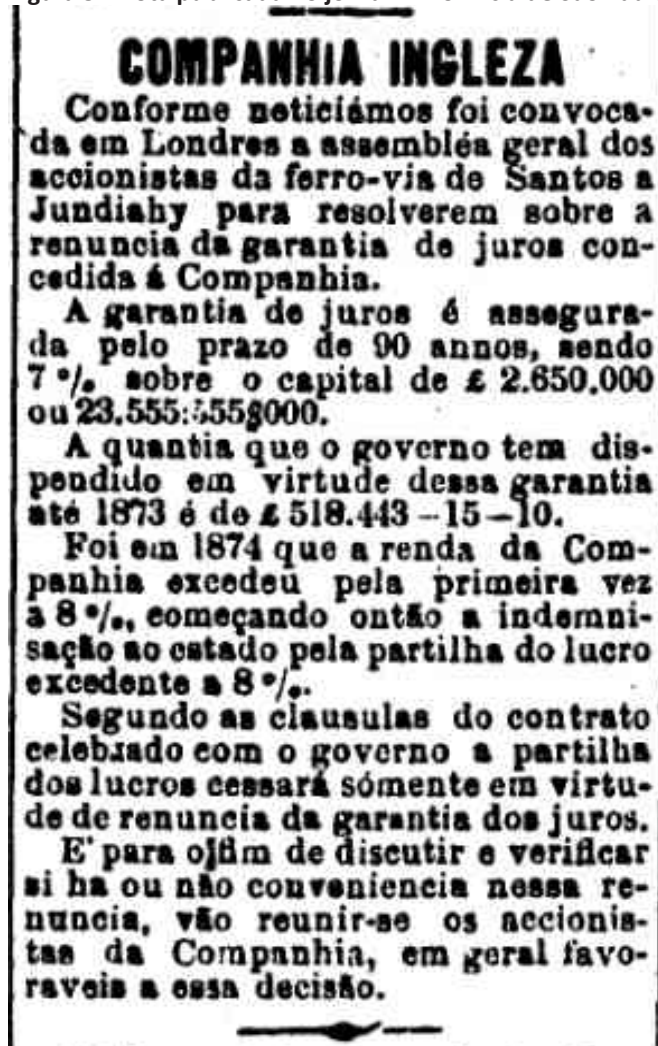 COMPANHIA INGLEZA
Conforme neticiámos foi convoca-
da em Londres a assembléa geral dos
accionistas da ferro-via de Santos a
Jundiahy para resolverem sobre a
renuncia da garantia de juros con-
cedida á Companhia.
A garantia de juros é assegura-
da pelo prazo de 90 annos, sendo
7 % sobre o capital de £ 2.650.000
ou 23.555:555$000.
A quantia que o governo tem dis-
pendido em virtude dessa garantia
até 1873 é de £ 518.443-15-10.
Foi em 1874 que a renda da Com-
panhia excedeu pela primeira vez
a 8 %, começando ontão a indemni-
sação ao estado pela partilha do lucro
excedente a 8 %.
Segundo as clausulas do contrato
celebrado com o governo a partilha
dos lucros cessará sómente em virtu-
de de renuncia da garantia dos juros.
E' para o fim de discutir e verificar
si ha ou não conveniencia nessa re-
nuncia, vão reunir-se os accionis-
tas da Companhia, em geral favo-
raveis a essa decisão.